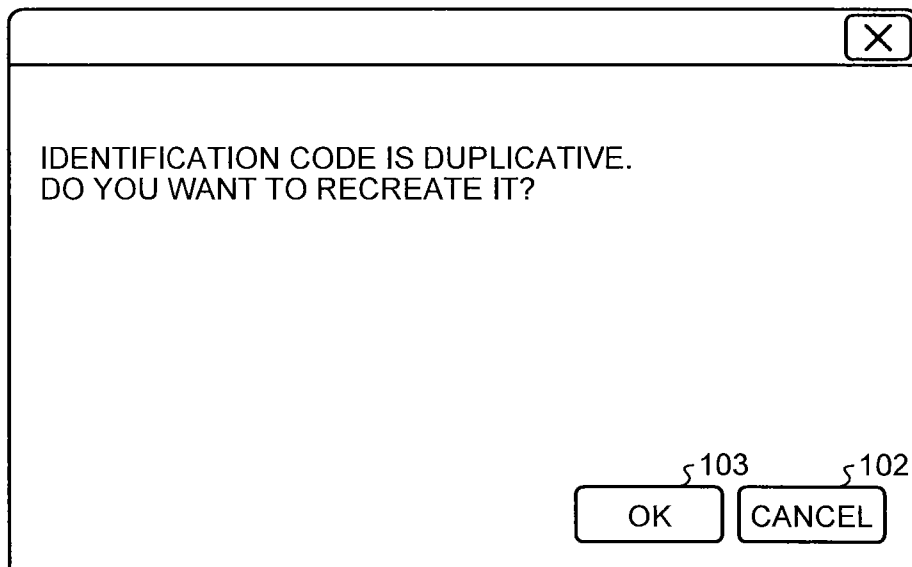 IDENTIFICATION CODE IS DUPLICATIVE.
DO YOU WANT TO RECREATE IT?
103 102
OK CANCEL